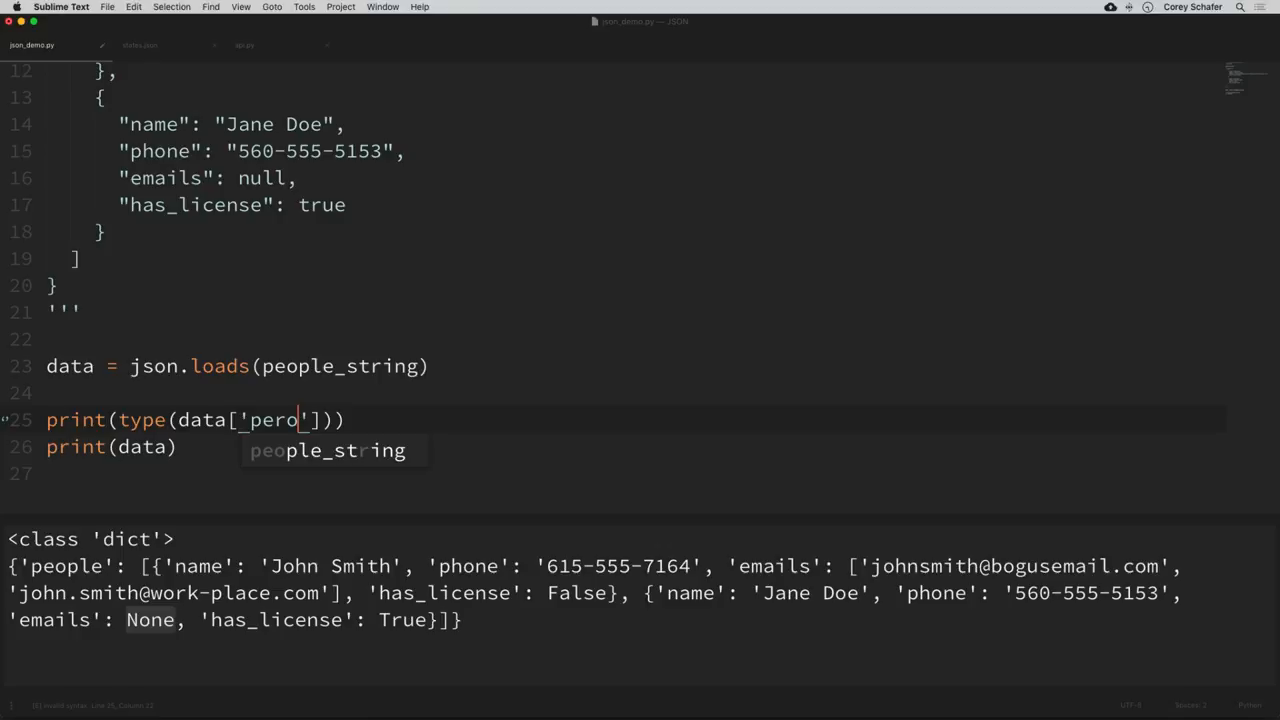 Sublime Text File Edit Selection Find View Goto Tools Project Window Help Corey Schafer
json_demo.py — JSON
json_demo.py states.json api.py
12 },
13 {
14 "name": "Jane Doe",
15 "phone": "560-555-5153",
16 "emails": null,
17 "has_license": true
18 }
19 ]
20 }
21 '''
22
23 data = json.loads(people_string)
24
25 print(type(data['pero']))
people_string
26 print(data)
27
<class 'dict'>
{'people': [{'name': 'John Smith', 'phone': '615-555-7164', 'emails': ['johnsmith@bogusemail.com',
'john.smith@work-place.com'], 'has_license': False}, {'name': 'Jane Doe', 'phone': '560-555-5153',
'emails': None, 'has_license': True}]}
[E] invalid syntax Line 25, Column 22 UTF-8 Spaces: 2 Python